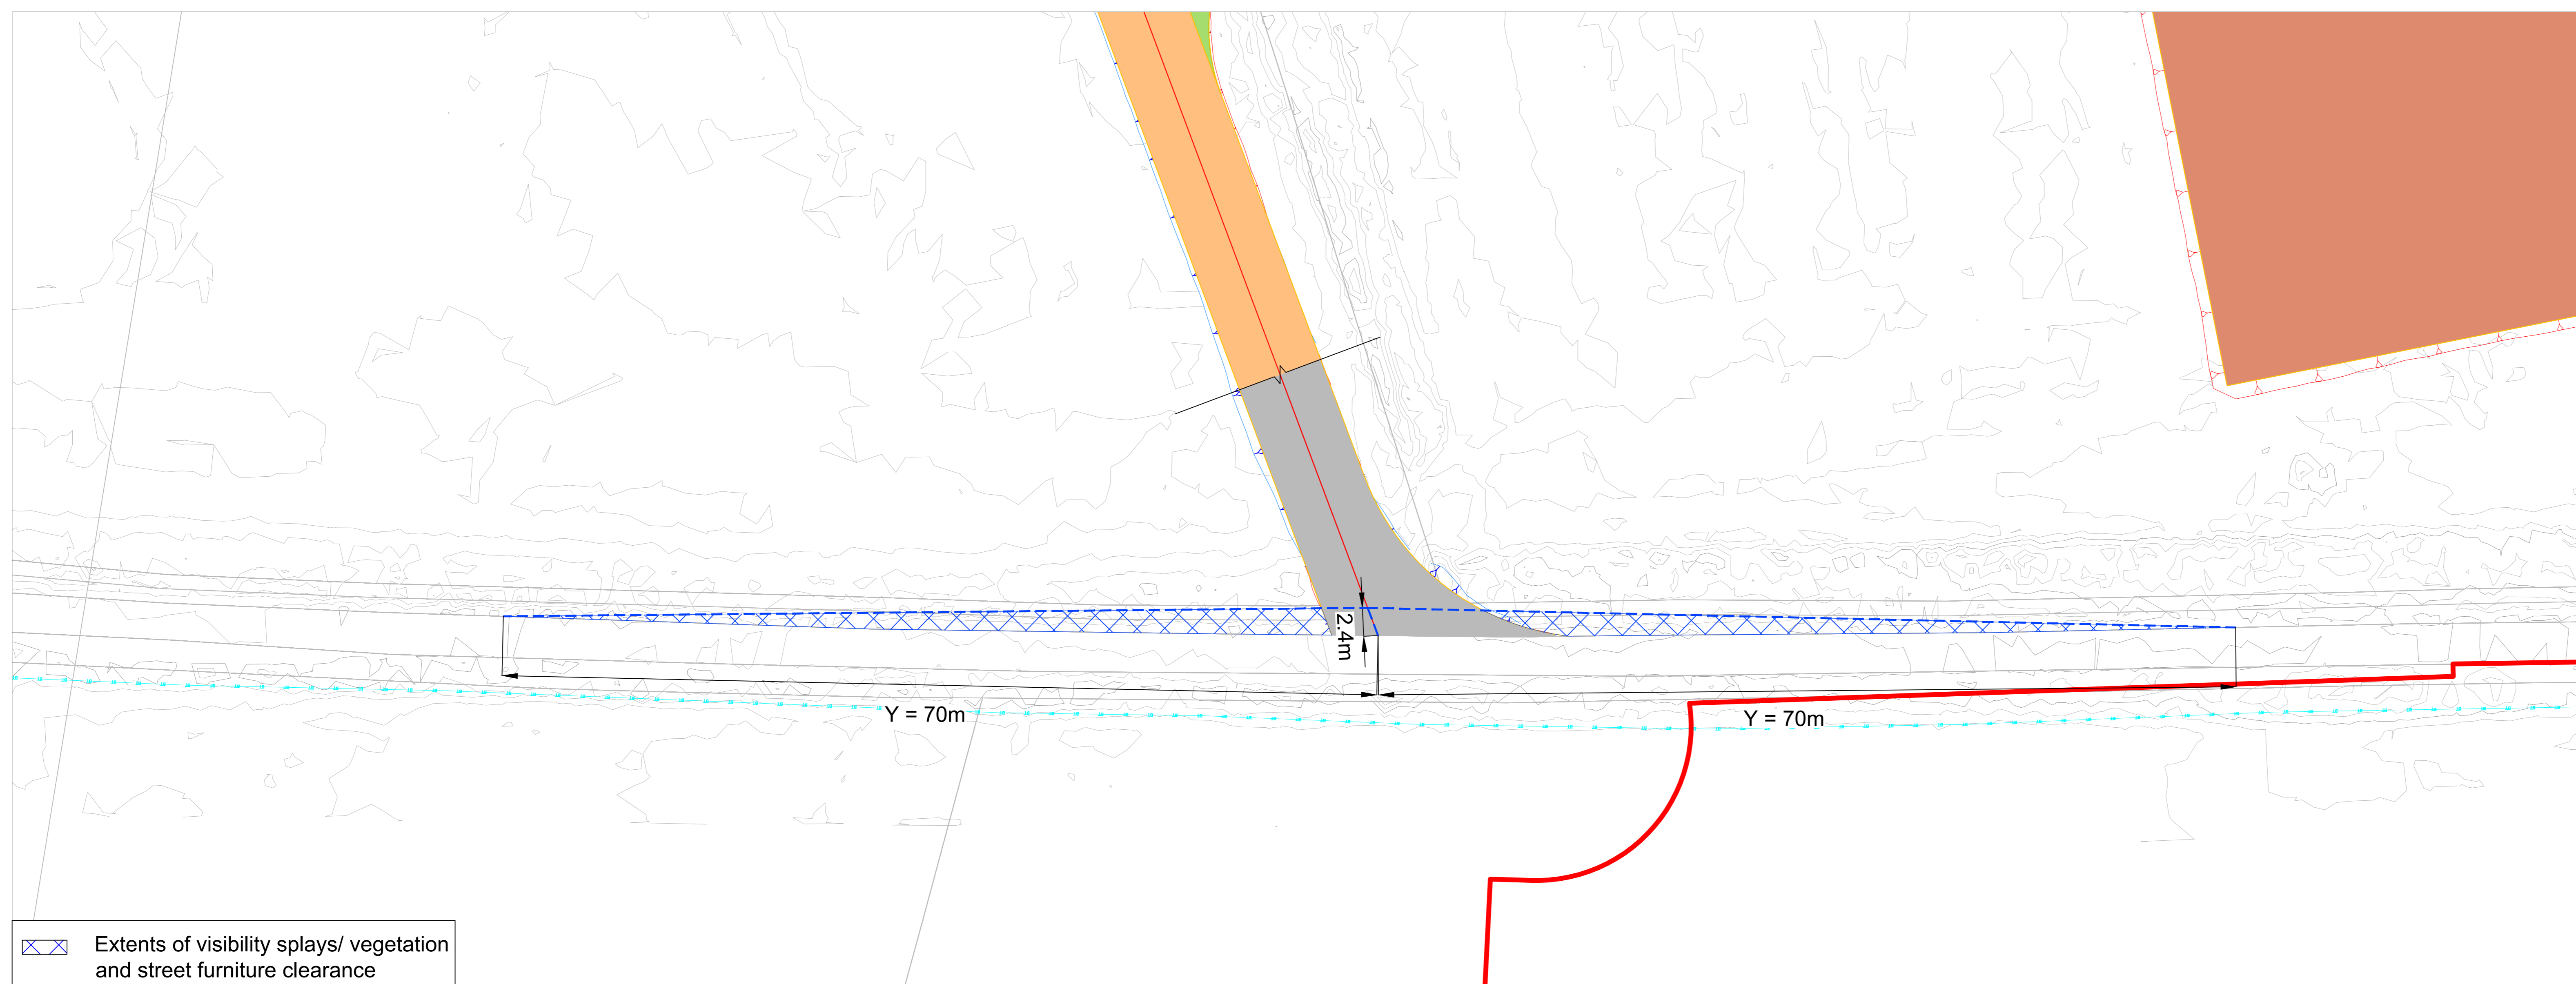 2.4m
Y = 70m
Y = 70m
Extents of visibility splays/ vegetation
and street furniture clearance